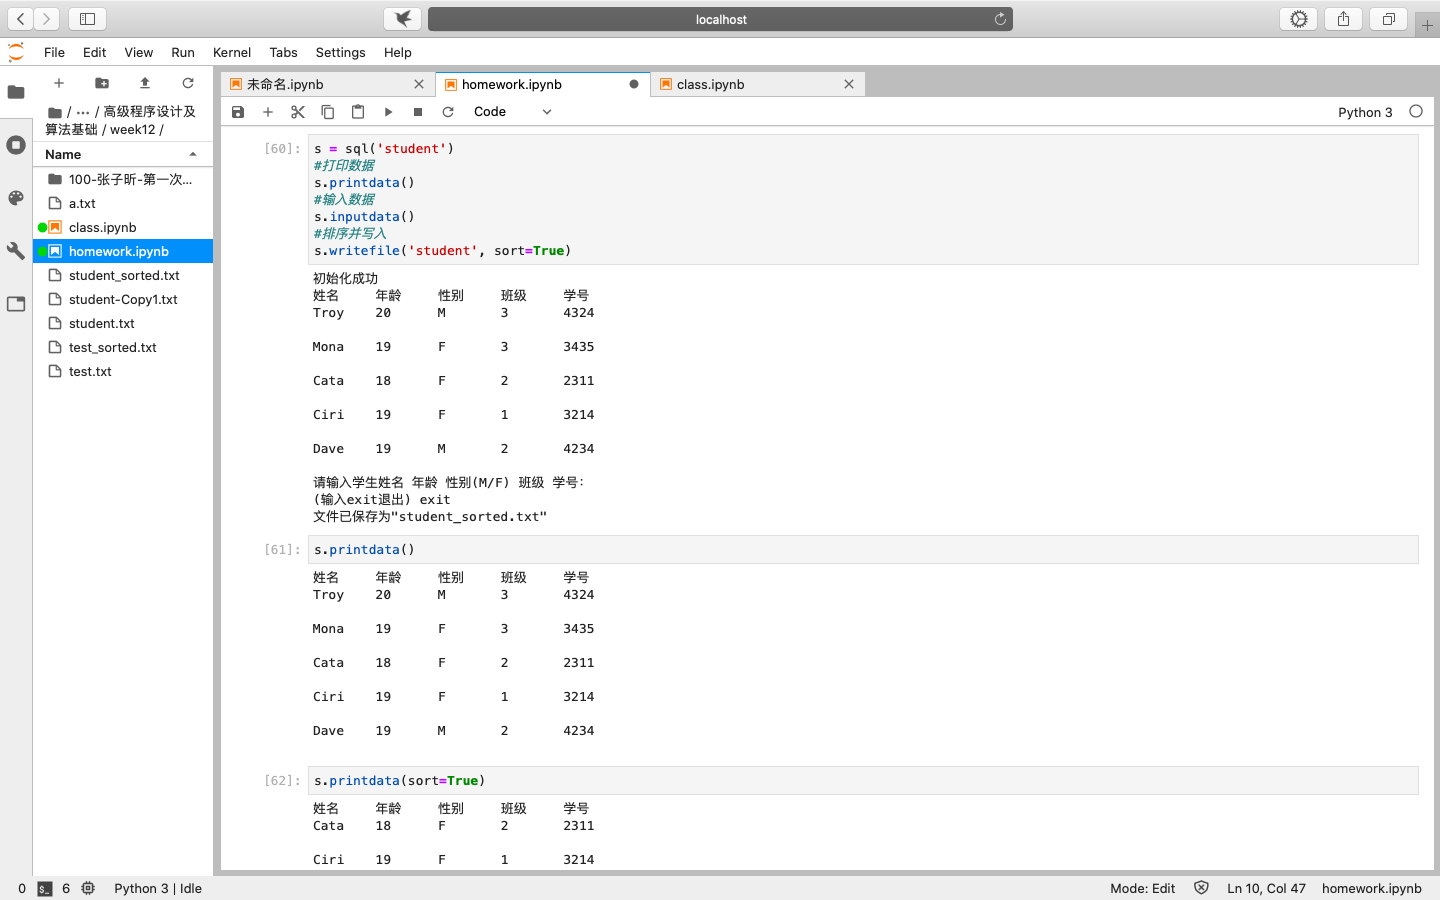 localhost
File Edit View Run Kernel Tabs Settings Help
未命名.ipynb
homework.ipynb
class.ipynb
/ ··· / 高级程序设计及
算法基础 / week12 /
Name
100-张子昕-第一次...
a.txt
class.ipynb
homework.ipynb
student_sorted.txt
student-Copy1.txt
student.txt
test_sorted.txt
test.txt
Code
Python 3
[60]:
s = sql('student')
#打印数据
s.printdata()
#输入数据
s.inputdata()
#排序并写入
s.writefile('student', sort=True)
初始化成功
姓名 年龄 性别 班级 学号
Troy 20 M 3 4324
Mona 19 F 3 3435
Cata 18 F 2 2311
Ciri 19 F 1 3214
Dave 19 M 2 4234
请输入学生姓名 年龄 性别(M/F) 班级 学号:
(输入exit退出) exit
文件已保存为"student_sorted.txt"
[61]:
s.printdata()
姓名 年龄 性别 班级 学号
Troy 20 M 3 4324
Mona 19 F 3 3435
Cata 18 F 2 2311
Ciri 19 F 1 3214
Dave 19 M 2 4234
[62]:
s.printdata(sort=True)
姓名 年龄 性别 班级 学号
Cata 18 F 2 2311
Ciri 19 F 1 3214
0 6 Python 3 | Idle
Mode: Edit Ln 10, Col 47 homework.ipynb